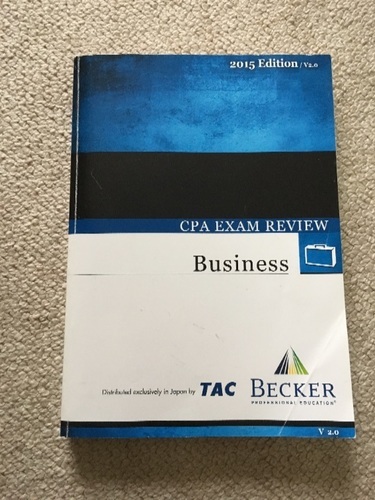 2015 Edition / V2.0
CPA EXAM REVIEW
Business
Distributed exclusively in Japan by TAC
BECKER
PROFESSIONAL EDUCATION
V 2.0